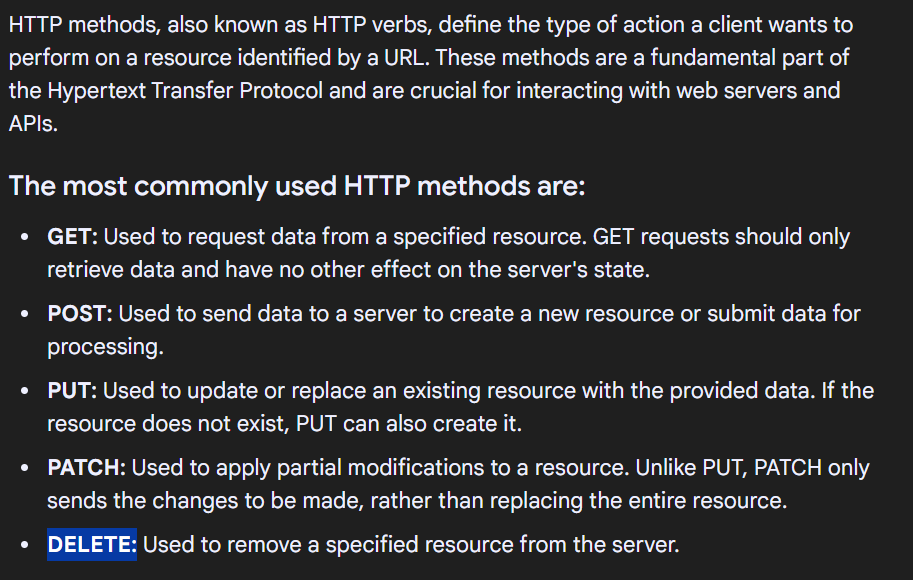 HTTP methods, also known as HTTP verbs, define the type of action a client wants to
perform on a resource identified by a URL. These methods are a fundamental part of
the Hypertext Transfer Protocol and are crucial for interacting with web servers and
APIs.
The most commonly used HTTP methods are:
• GET: Used to request data from a specified resource. GET requests should only
retrieve data and have no other effect on the server's state.
• POST: Used to send data to a server to create a new resource or submit data for
processing.
• PUT: Used to update or replace an existing resource with the provided data. If the
resource does not exist, PUT can also create it.
• PATCH: Used to apply partial modifications to a resource. Unlike PUT, PATCH only
sends the changes to be made, rather than replacing the entire resource.
• DELETE: Used to remove a specified resource from the server.